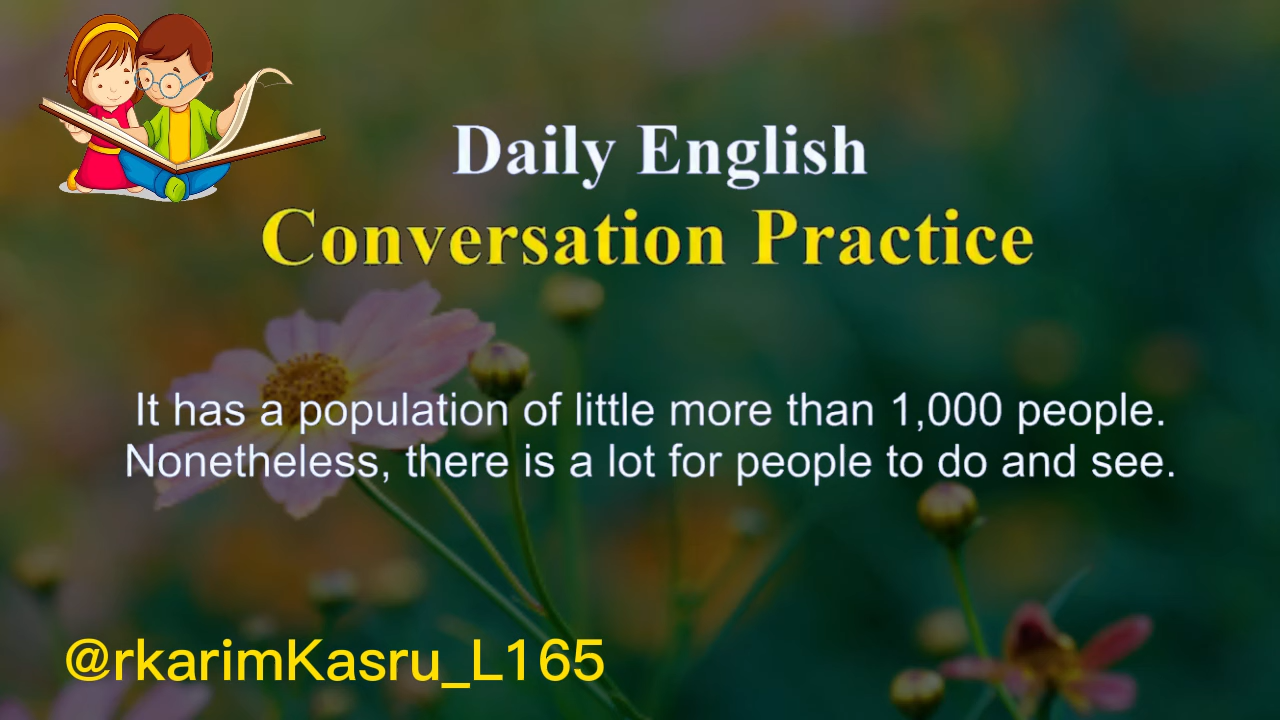 Daily English
Conversation Practice
It has a population of little more than 1,000 people.
Nonetheless, there is a lot for people to do and see.
@rkarimKasru_L165